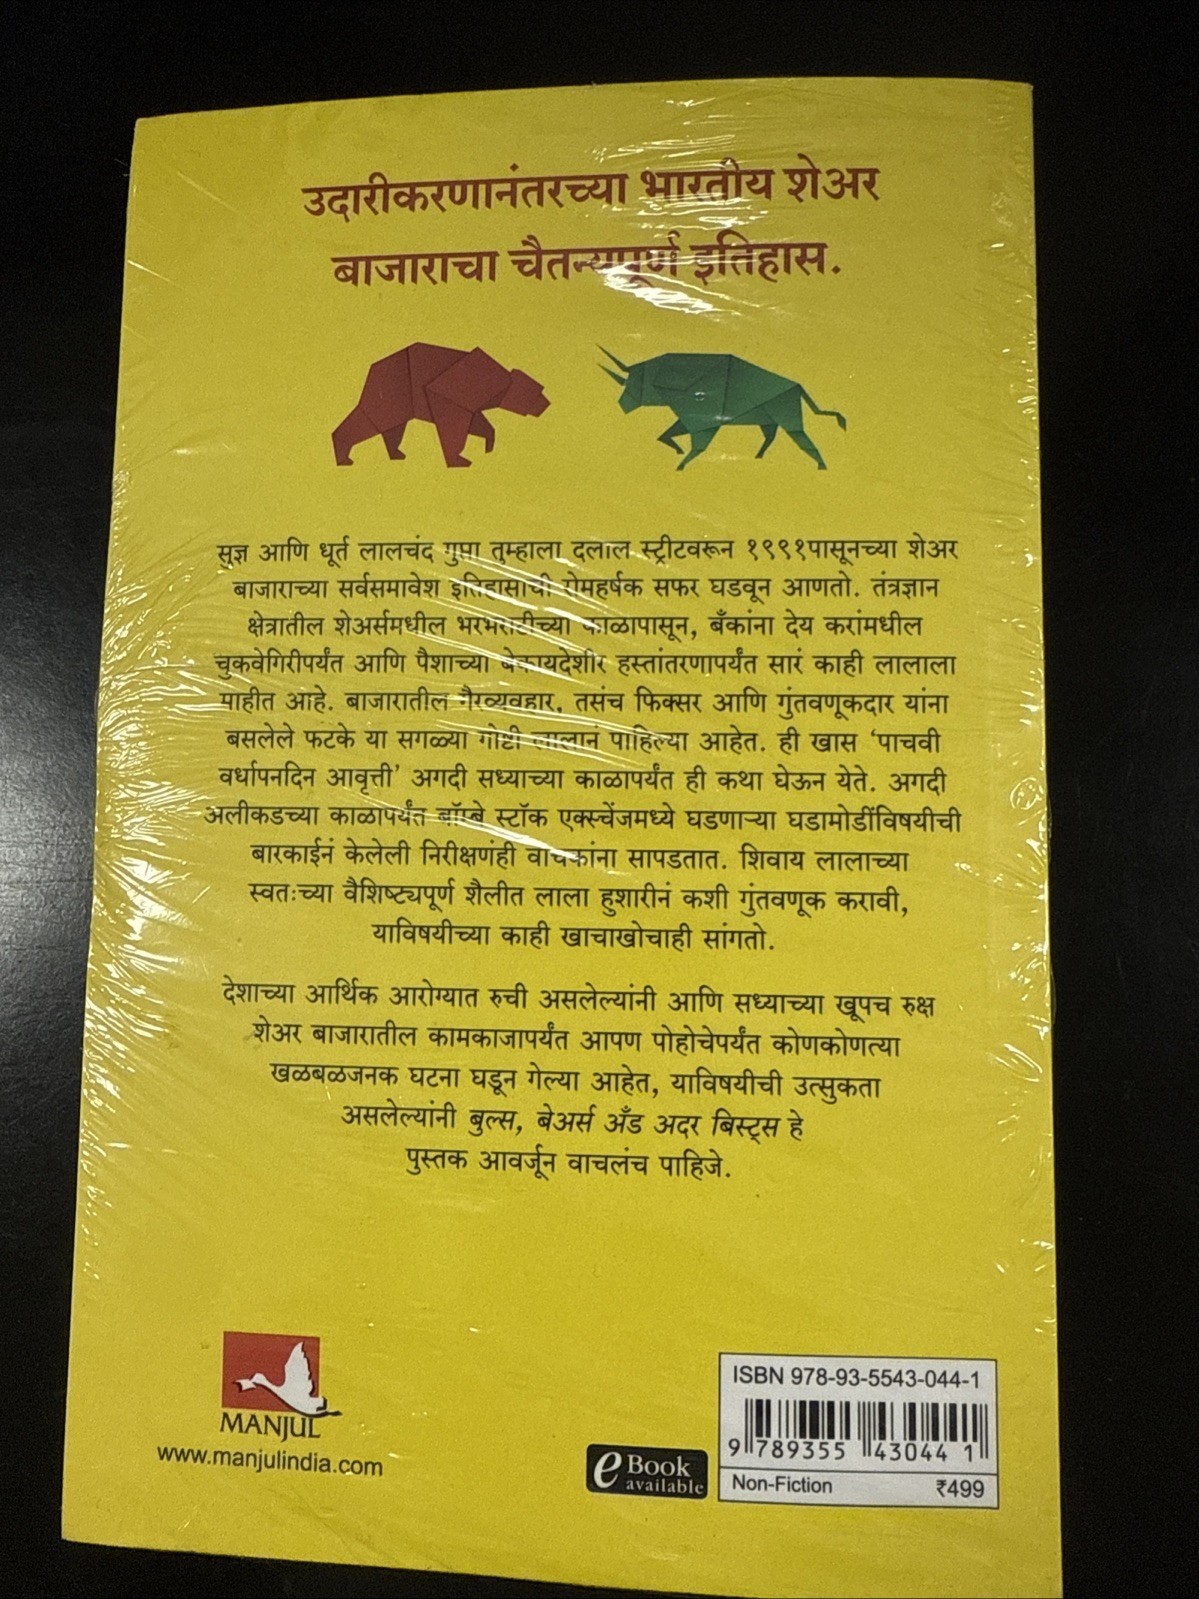 उदारीकरणानंतरच्या भारतीय शेअर
बाजाराचा चैतन्यपूर्ण इतिहास.
सूज्ञ आणि धूर्त लालचंद गुप्ता तुम्हाला दलाल स्ट्रीटवरून १९९१पासूनच्या शेअर
बाजाराच्या सर्वसमावेश इतिहासाची रोमहर्षक सफर घडवून आणतो. तंत्रज्ञान
क्षेत्रातील शेअर्समधील भरभराटीच्या काळापासून, बँकांना देय करांमधील
चुकवेगिरीपर्यंत आणि पैशाच्या बेकायदेशीर हस्तांतरणापर्यंत सारं काही लालाला
माहीत आहे. बाजारातील गैरव्यवहार, तसंच फिक्सर आणि गुंतवणूकदार यांना
बसलेले फटके या सगळ्या गोष्टी लालानं पाहिल्या आहेत. ही खास ‘पाचवी
वर्धापनदिन आवृत्ती’ अगदी सध्याच्या काळापर्यंत ही कथा घेऊन येते. अगदी
अलीकडच्या काळापर्यंत बॉम्बे स्टॉक एक्स्चेंजमध्ये घडणाऱ्या घडामोडींविषयीची
बारकाईनं केलेली निरीक्षणंही वाचकांना सापडतात. शिवाय लालाच्या
स्वतःच्या वैशिष्ट्यपूर्ण शैलीत लाला हुशारीनं कशी गुंतवणूक करावी,
याविषयीच्या काही खाचाखोचाही सांगतो.
देशाच्या आर्थिक आरोग्यात रुची असलेल्यांनी आणि सध्याच्या खूपच रुक्ष
शेअर बाजारातील कामकाजापर्यंत आपण पोहोचेपर्यंत कोणकोणत्या
खळबळजनक घटना घडून गेल्या आहेत, याविषयीची उत्सुकता
असलेल्यांनी बुल्स, बेअर्स अँड अदर बिस्ट्स हे
पुस्तक आवर्जून वाचलंच पाहिजे.
MANJUL
www.manjulindia.com
e Book
available
ISBN 978-93-5543-044-1
9 789355 430441
Non-Fiction ₹499